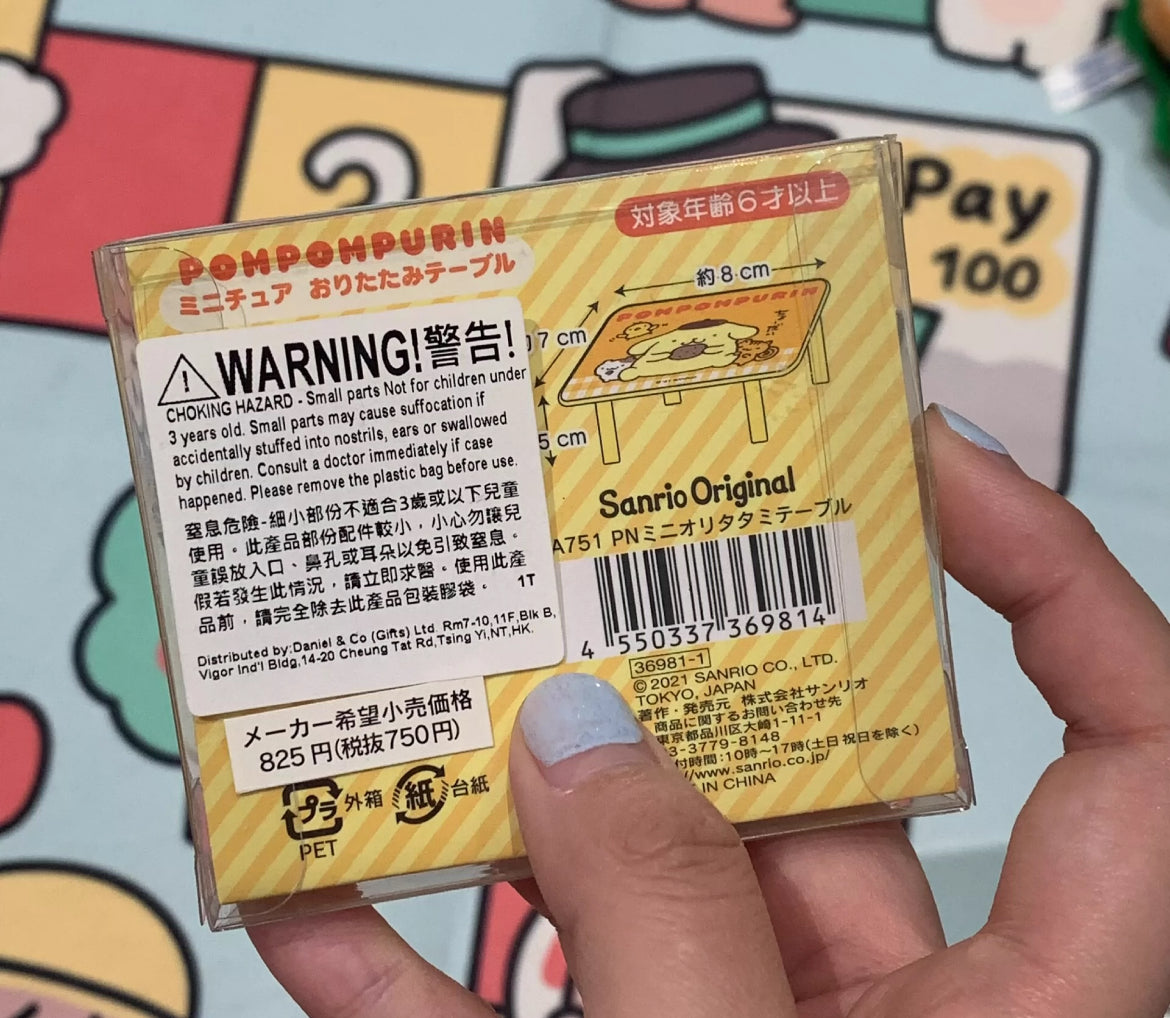 Pay
100
2
POMPOMPURIN
ミニチュア おりたたみテーブル
対象年齢6才以上
約8cm
7cm
5cm
POMPOMPURIN
WARNING!警告!
CHOKING HAZARD - Small parts Not for children under
3 years old. Small parts may cause suffocation if
accidentally stuffed into nostrils, ears or swallowed
by children. Consult a doctor immediately if case
happened. Please remove the plastic bag before use.
窒息危險-細小部份不適合3歲或以下兒童
使用。此產品部份配件較小，小心勿讓兒
童誤放入口、鼻孔或耳朵以免引致窒息。
假若發生此情況，請立即求醫。使用此產
品前，請完全除去此產品包裝膠袋。 1T
Distributed by:Daniel & Co (Gifts) Ltd. Rm7-10,11F,Blk B,
Vigor Ind'l Bldg,14-20 Cheung Tat Rd,Tsing Yi,NT,HK.
メーカー希望小売価格
825円(税抜750円)
プラ 外箱 紙 台紙
PET
Sanrio Original
A751 PNミニオリタタミテーブル
4 550337 369814
36981-1
© 2021 SANRIO CO., LTD.
TOKYO, JAPAN
著作・発売元 株式会社サンリオ
商品に関するお問い合わせ先
東京都品川区大崎1-11-1
3-3779-8148
付時間:10時〜17時(土日祝日を除く)
//www.sanrio.co.jp/
IN CHINA